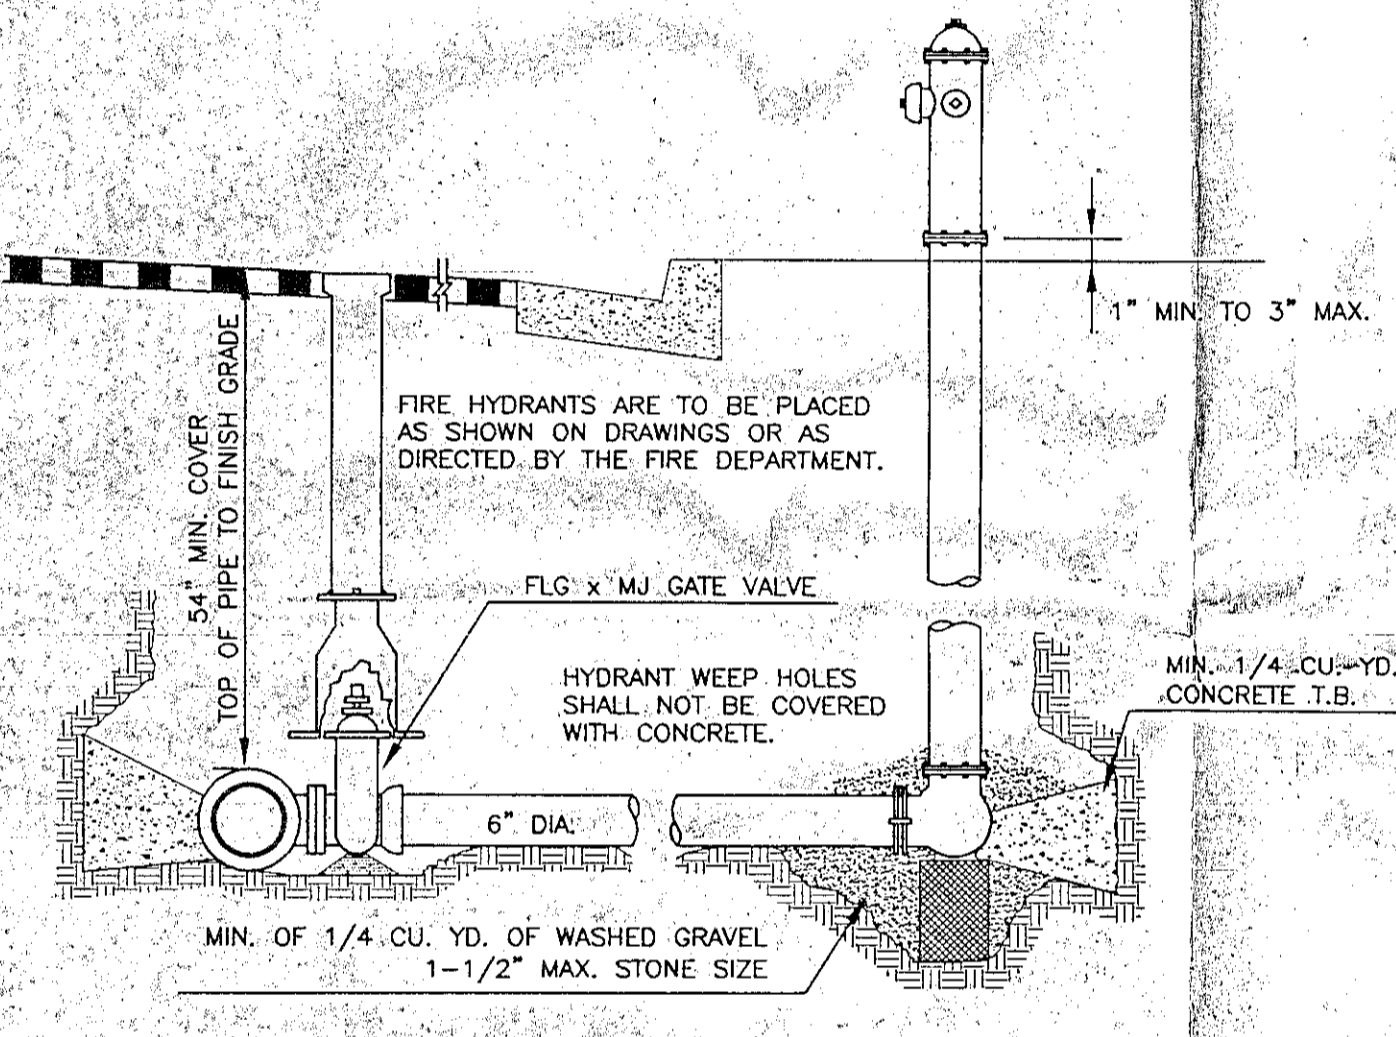 1" MIN. TO 3" MAX.
54" MIN. COVER
TOP OF PIPE TO FINISH GRADE
FIRE HYDRANTS ARE TO BE PLACED
AS SHOWN ON DRAWINGS OR AS
DIRECTED BY THE FIRE DEPARTMENT.
FLG x MJ GATE VALVE
HYDRANT WEEP HOLES
SHALL NOT BE COVERED
WITH CONCRETE.
MIN. 1/4 CU. YD.
CONCRETE T.B.
6" DIA.
MIN. OF 1/4 CU. YD. OF WASHED GRAVEL
1-1/2" MAX. STONE SIZE